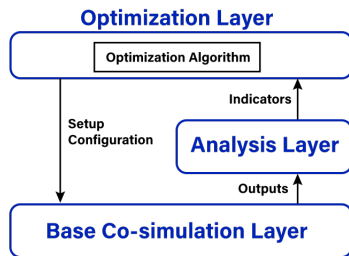 Optimization Layer
Optimization Algorithm
Indicators
Setup
Configuration
Analysis Layer
Outputs
Base Co-simulation Layer